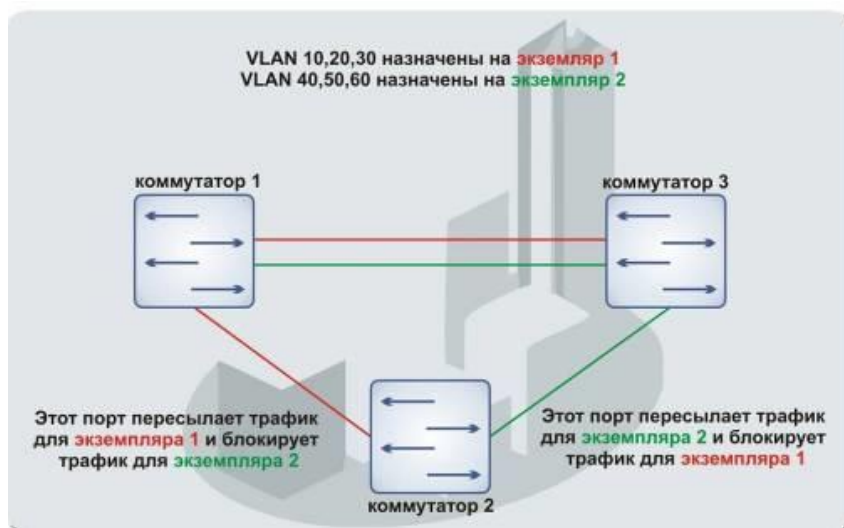 VLAN 10,20,30 назначены на экземляр 1
VLAN 40,50,60 назначены на экземпляр 2
коммутатор 1
коммутатор 3
Этот порт пересылает трафик
для экземпляра 1 и блокирует
трафик для экземпляра 2
Этот порт пересылает трафик
для экземпляра 2 и блокирует
трафик для экземпляра 1
коммутатор 2